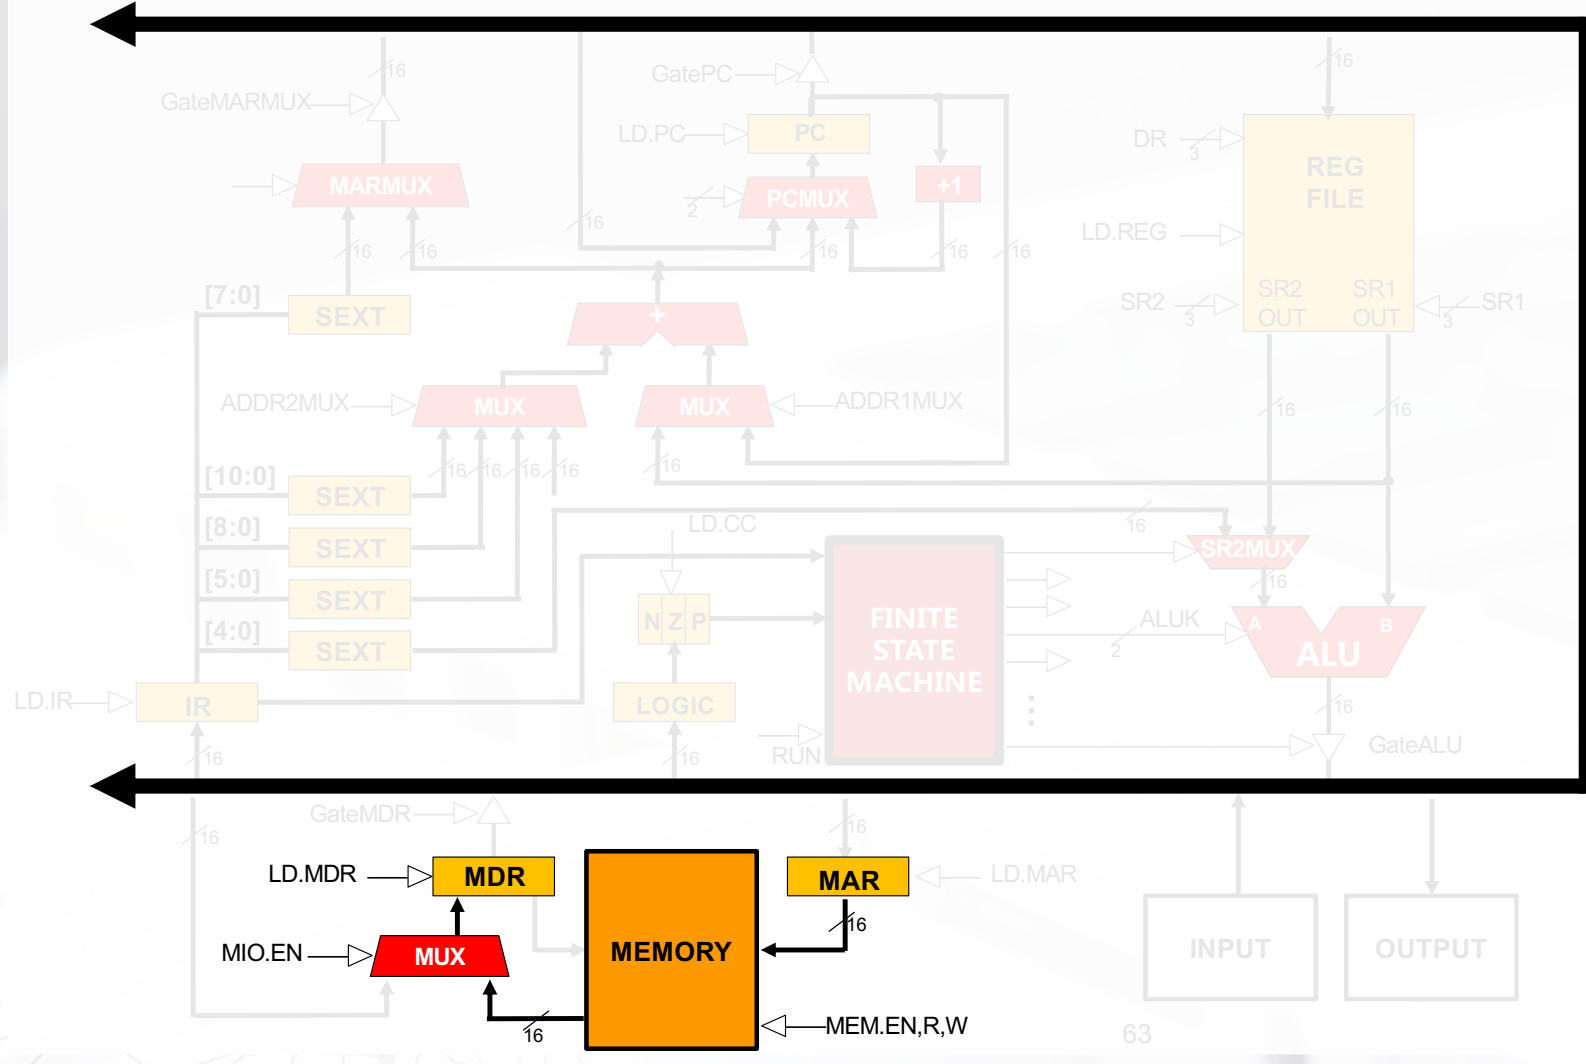 16
GatePC
16
GateMARMUX
LD.PC
PC
DR
3
REG
FILE
MARMUX
2
PCMUX
+1
16
LD.REG
16
16
16
16
16
[7:0]
SEXT
+
SR2
3
SR2
OUT
SR1
OUT
3
SR1
ADDR2MUX
MUX
MUX
ADDR1MUX
16
16
[10:0]
SEXT
16
16
16
16
16
[8:0]
SEXT
LD.CC
16
SR2MUX
[5:0]
SEXT
16
[4:0]
SEXT
N Z P
FINITE
STATE
MACHINE
ALUK
2
A
B
ALU
LD.IR
IR
LOGIC
16
16
16
RUN
GateALU
GateMDR
16
16
LD.MDR
MDR
MAR
LD.MAR
16
MIO.EN
MUX
MEMORY
INPUT
OUTPUT
16
MEM.EN,R,W
63